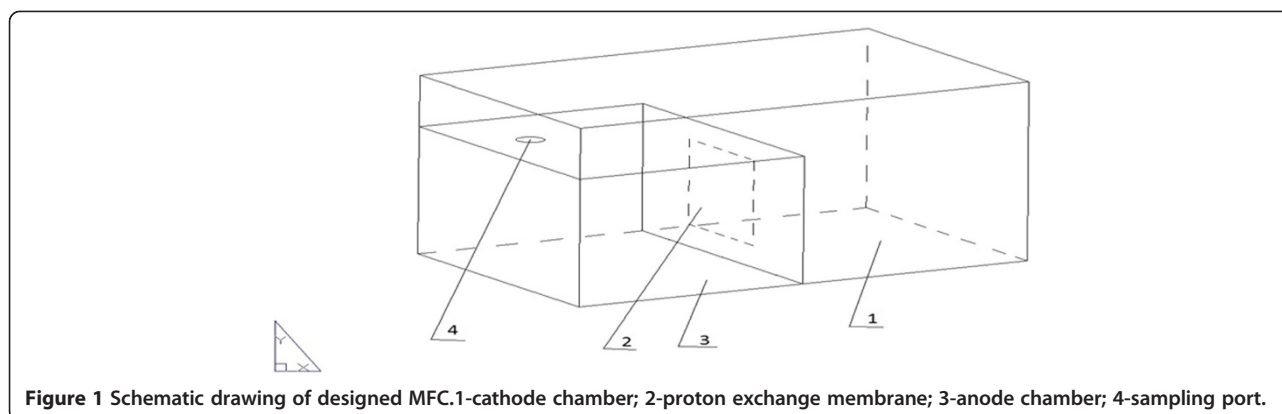 4
2
3
1
Y
X
Figure 1 Schematic drawing of designed MFC.1-cathode chamber; 2-proton exchange membrane; 3-anode chamber; 4-sampling port.